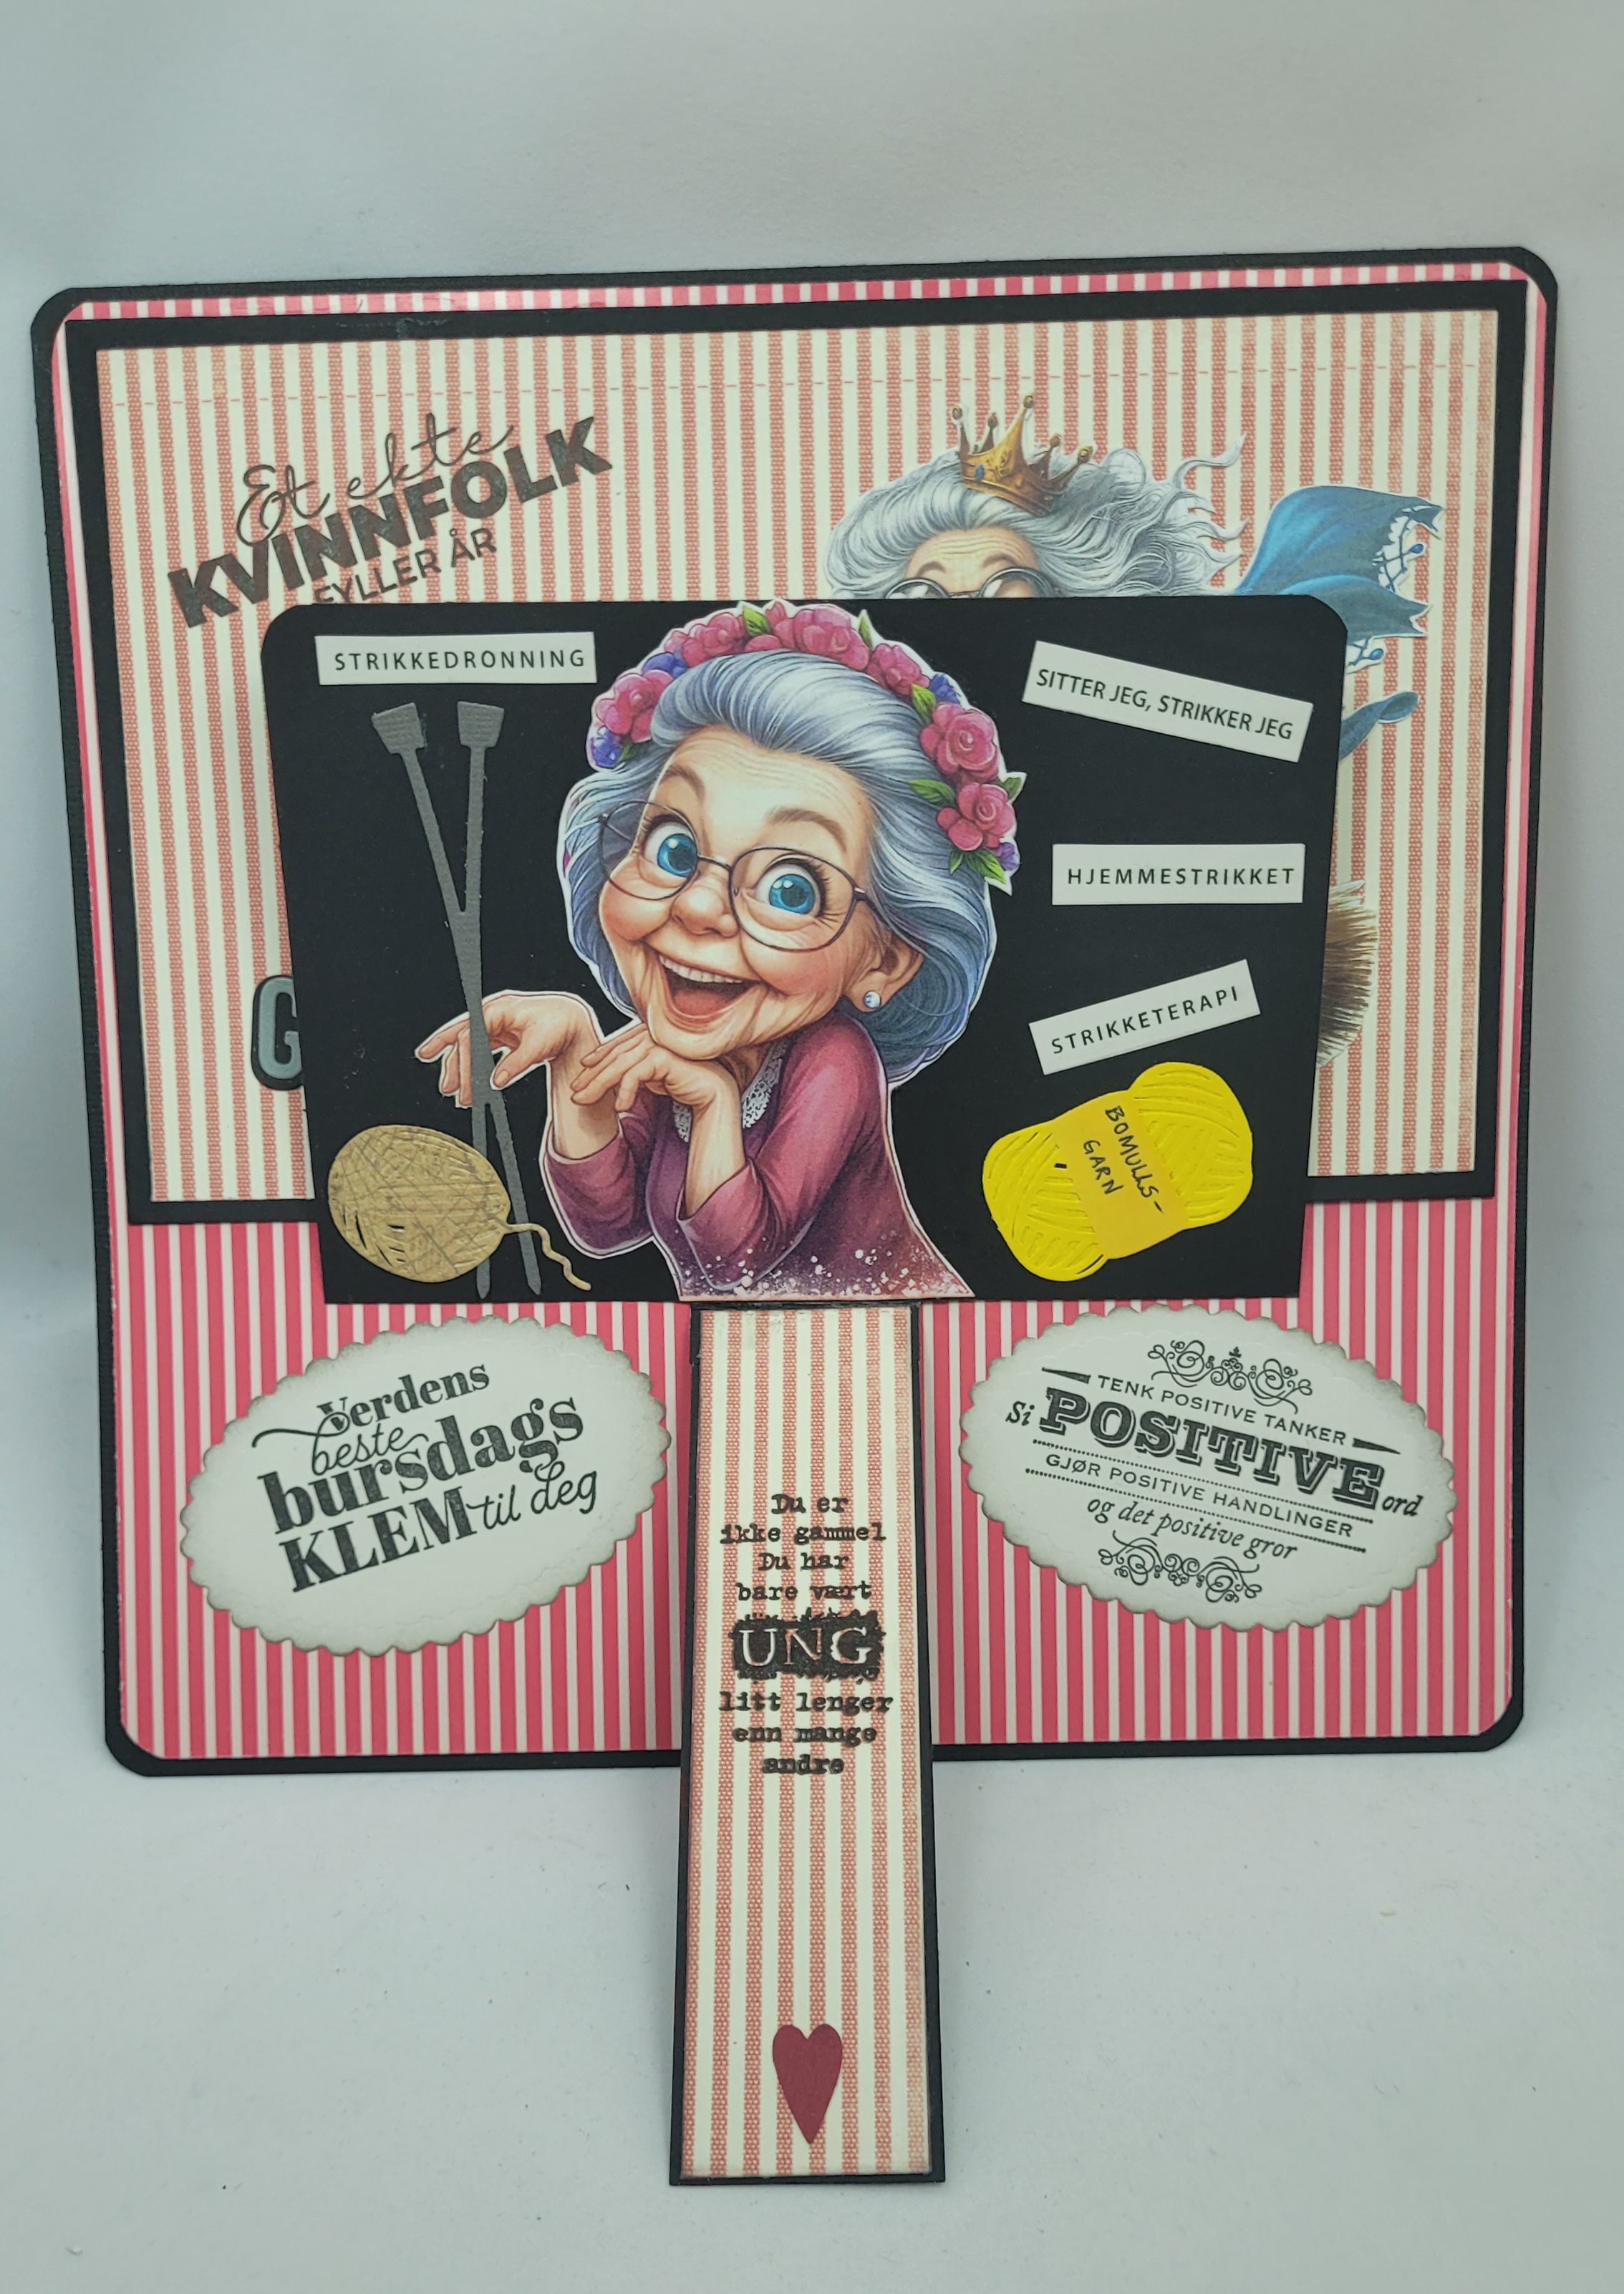 Et ekte
KVINNFOLK
FYLLER ÅR
STRIKKEDRONNING
SITTER JEG, STRIKKER JEG
HJEMMESTRIKKET
STRIKKETERAPI
BOMULLS-
GARN
G
Verdens
beste
bursdags
KLEM til deg
TENK POSITIVE TANKER
Si POSITIVE ord
GJØR POSITIVE HANDLINGER
og det positive gror
Du er
ikke gammel
Du har
bare vært
UNG
litt lenger
enn mange
andre